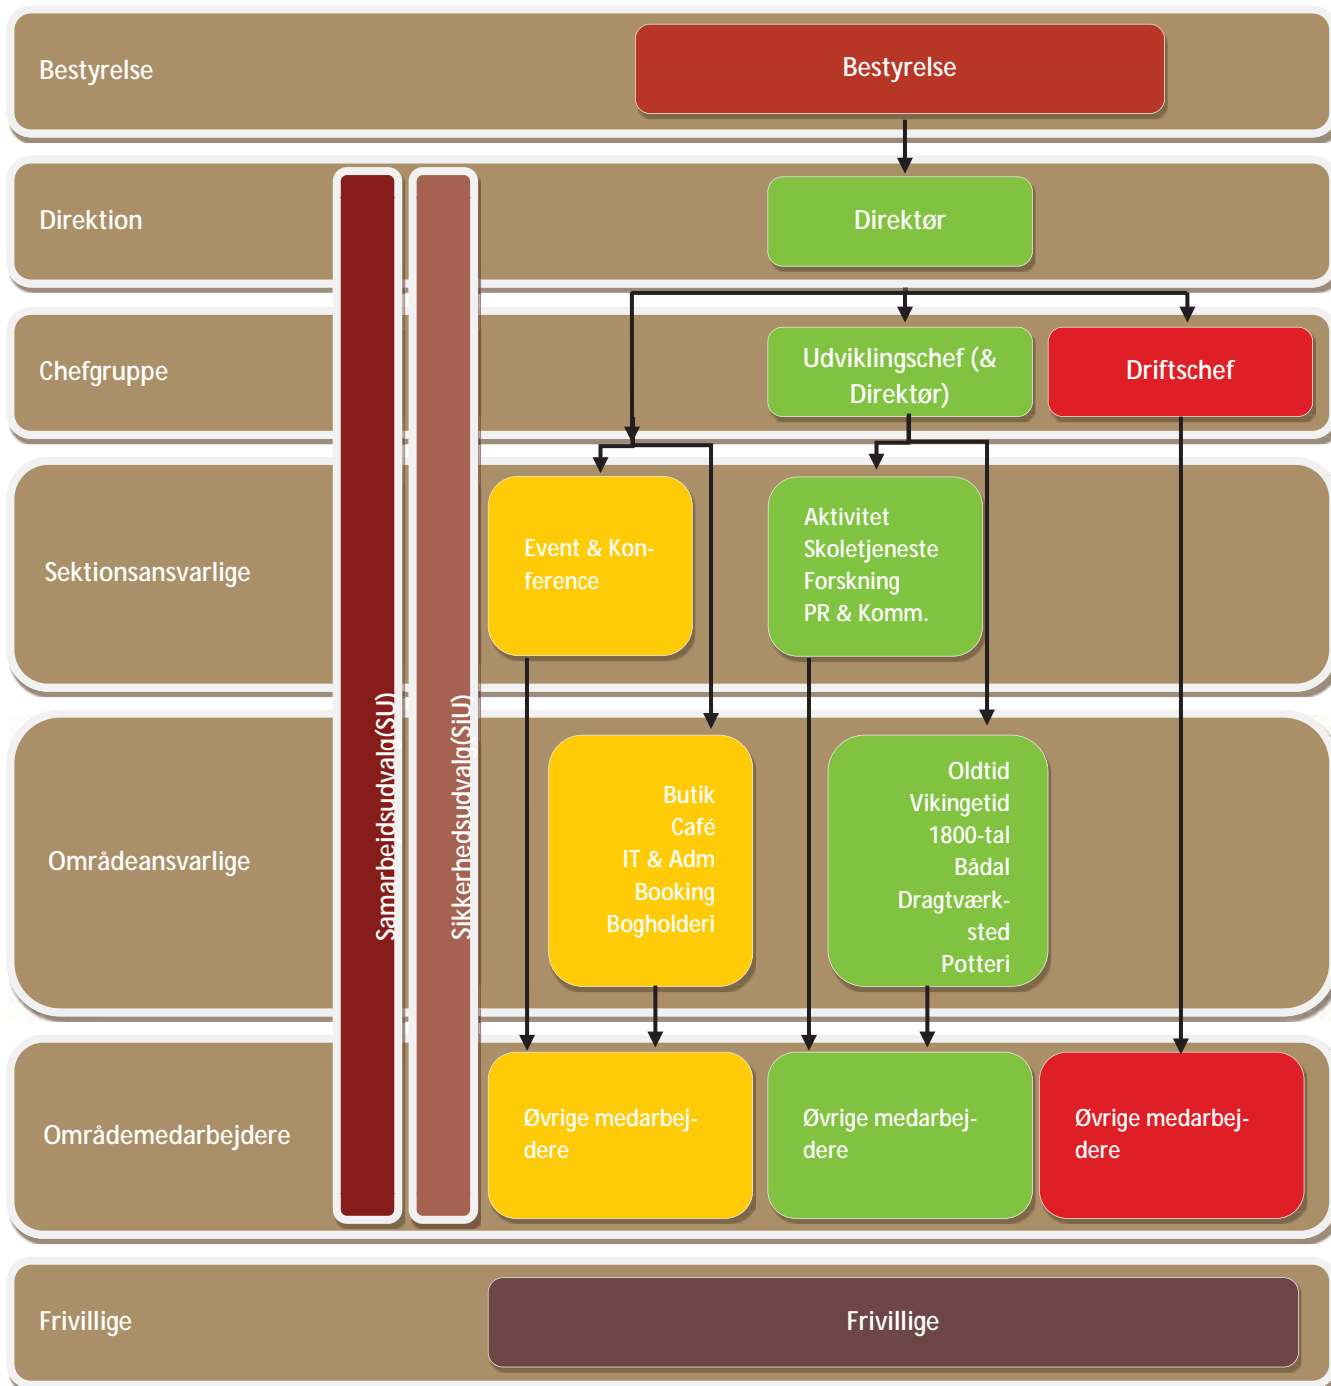 Bestyrelse
Bestyrelse
Direktion
Direktør
Chefgruppe
Udviklingschef (&
Direktør)
Driftschef
Sektionsansvarlige
Event & Kon-
ference
Aktivitet
Skoletjeneste
Forskning
PR & Komm.
Samarbejdsudvalg(SU)
Sikkerhedsudvalg(SiU)
Områdeansvarlige
Butik
Café
IT & Adm
Booking
Bogholderi
Oldtid
Vikingetid
1800-tal
Bådal
Dragtværk-
sted
Potteri
Områdemedarbejdere
Øvrige medarbej-
dere
Øvrige medarbej-
dere
Øvrige medarbej-
dere
Frivillige
Frivillige